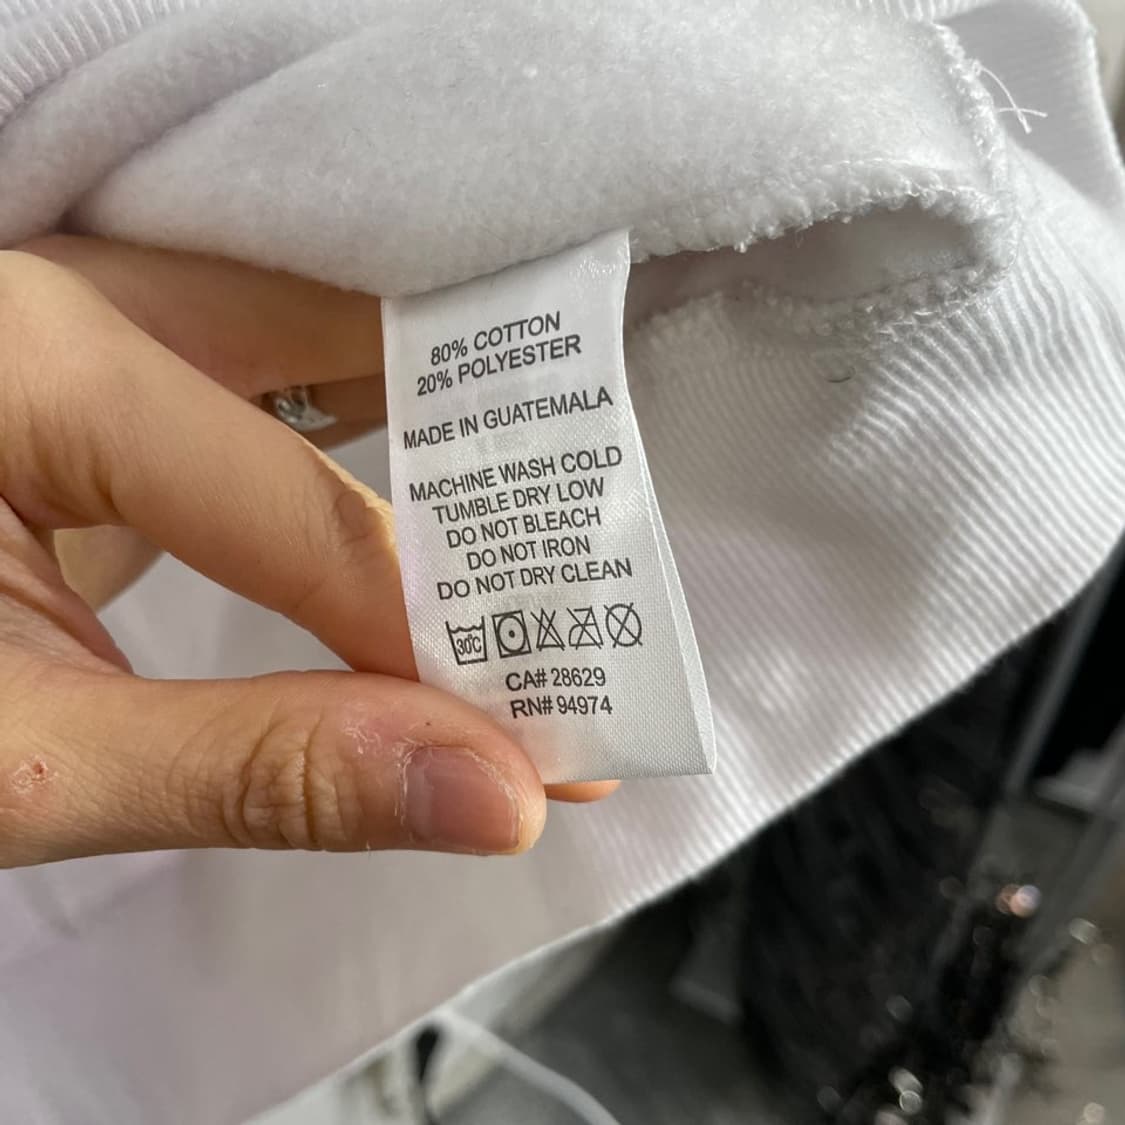 80% COTTON
20% POLYESTER
MADE IN GUATEMALA
MACHINE WASH COLD
TUMBLE DRY LOW
DO NOT BLEACH
DO NOT IRON
DO NOT DRY CLEAN
30°C
CA# 28629
RN# 94974